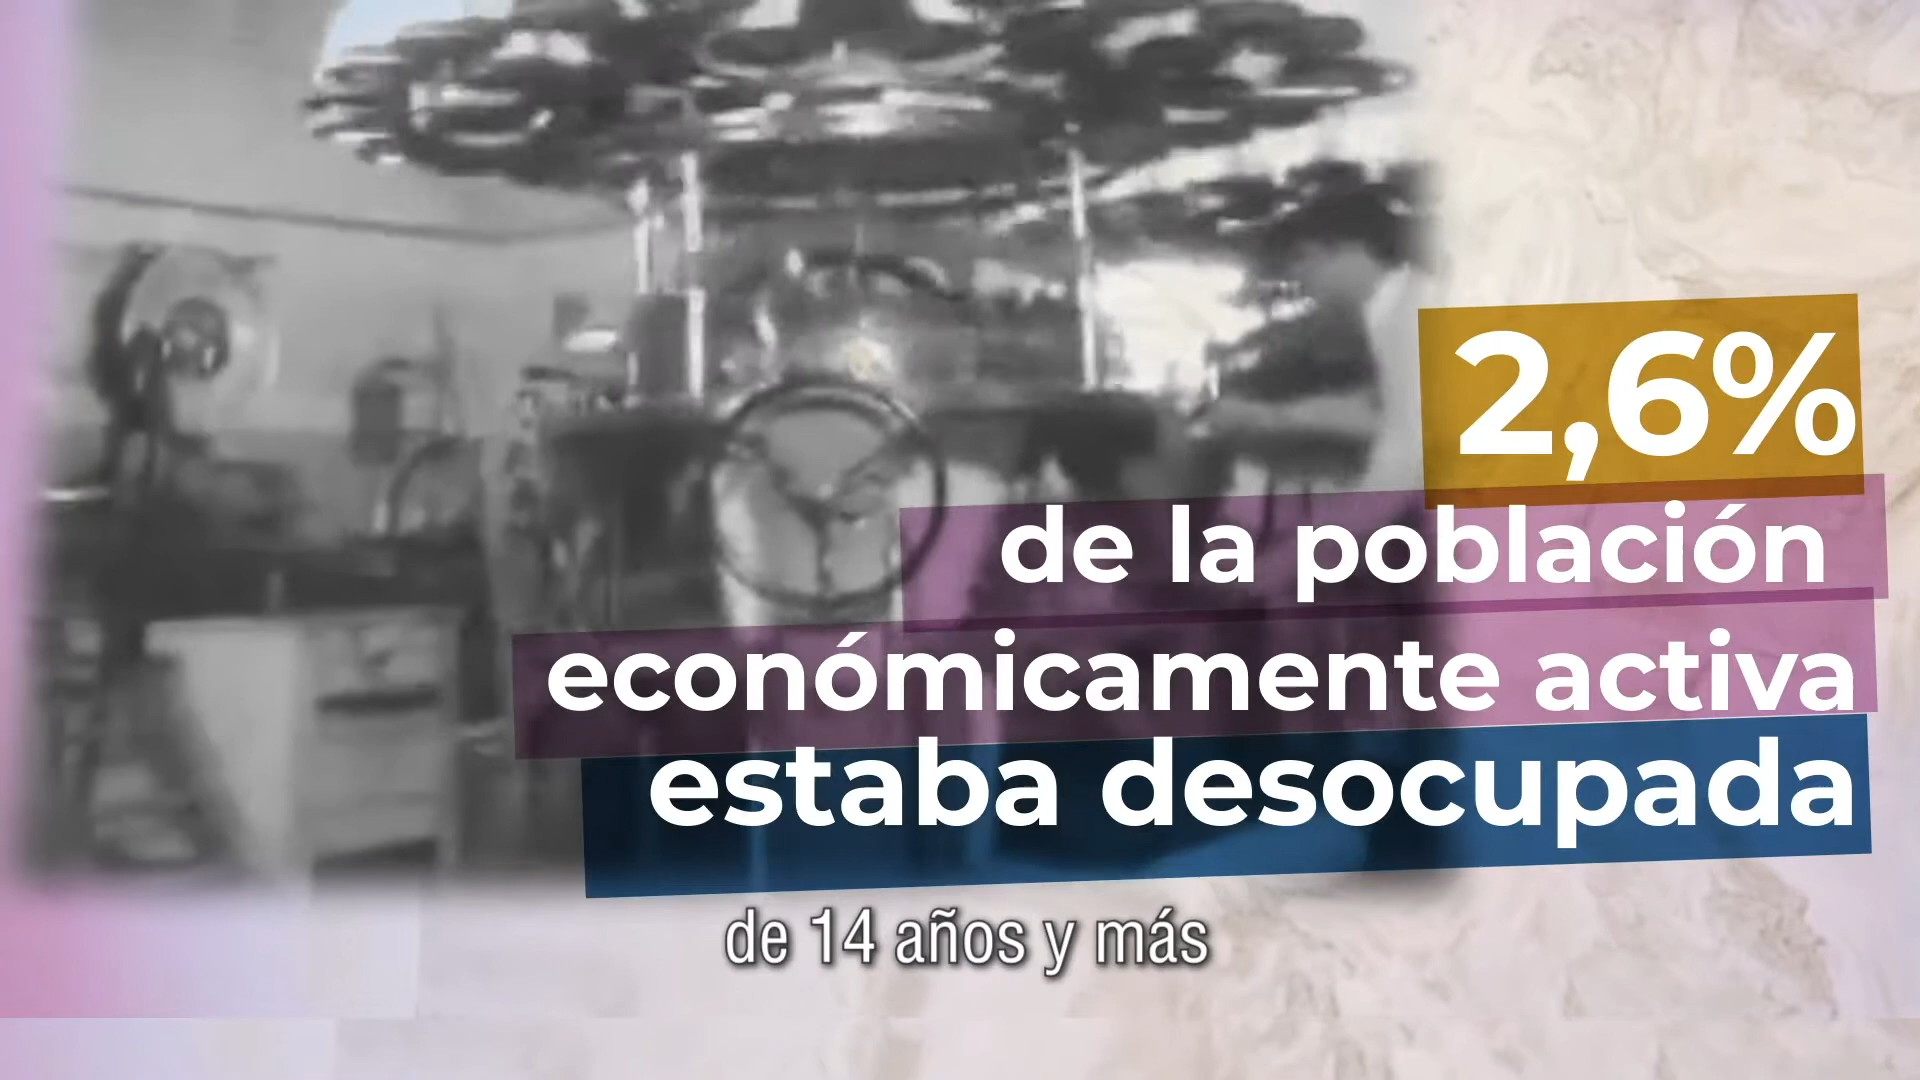 2,6%
de la población
económicamente activa
estaba desocupada
de 14 años y más